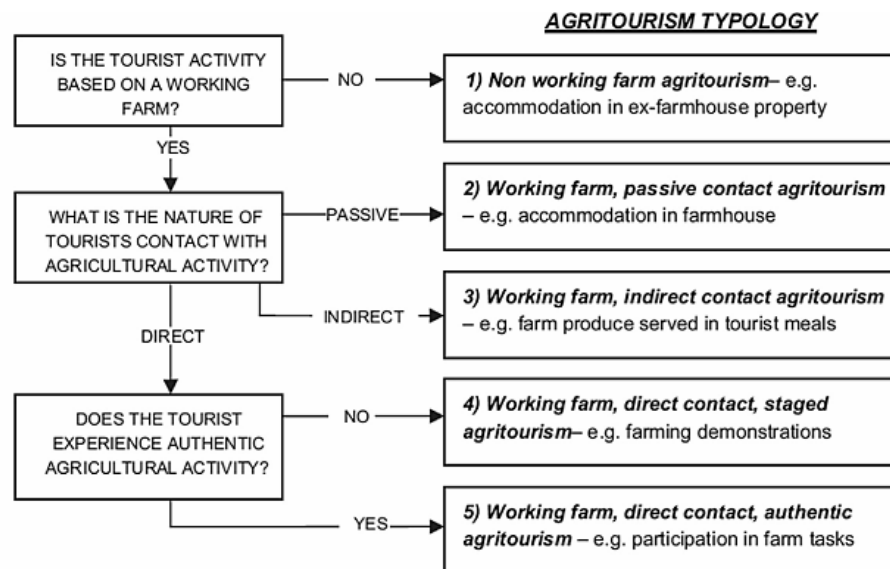 AGRITOURISM TYPOLOGY
IS THE TOURIST ACTIVITY
BASED ON A WORKING
FARM?
NO
1) Non working farm agritourism– e.g.
accommodation in ex-farmhouse property
YES
WHAT IS THE NATURE OF
TOURISTS CONTACT WITH
AGRICULTURAL ACTIVITY?
PASSIVE
2) Working farm, passive contact agritourism
– e.g. accommodation in farmhouse
INDIRECT
3) Working farm, indirect contact agritourism
– e.g. farm produce served in tourist meals
DIRECT
DOES THE TOURIST
EXPERIENCE AUTHENTIC
AGRICULTURAL ACTIVITY?
NO
4) Working farm, direct contact, staged
agritourism– e.g. farming demonstrations
YES
5) Working farm, direct contact, authentic
agritourism – e.g. participation in farm tasks